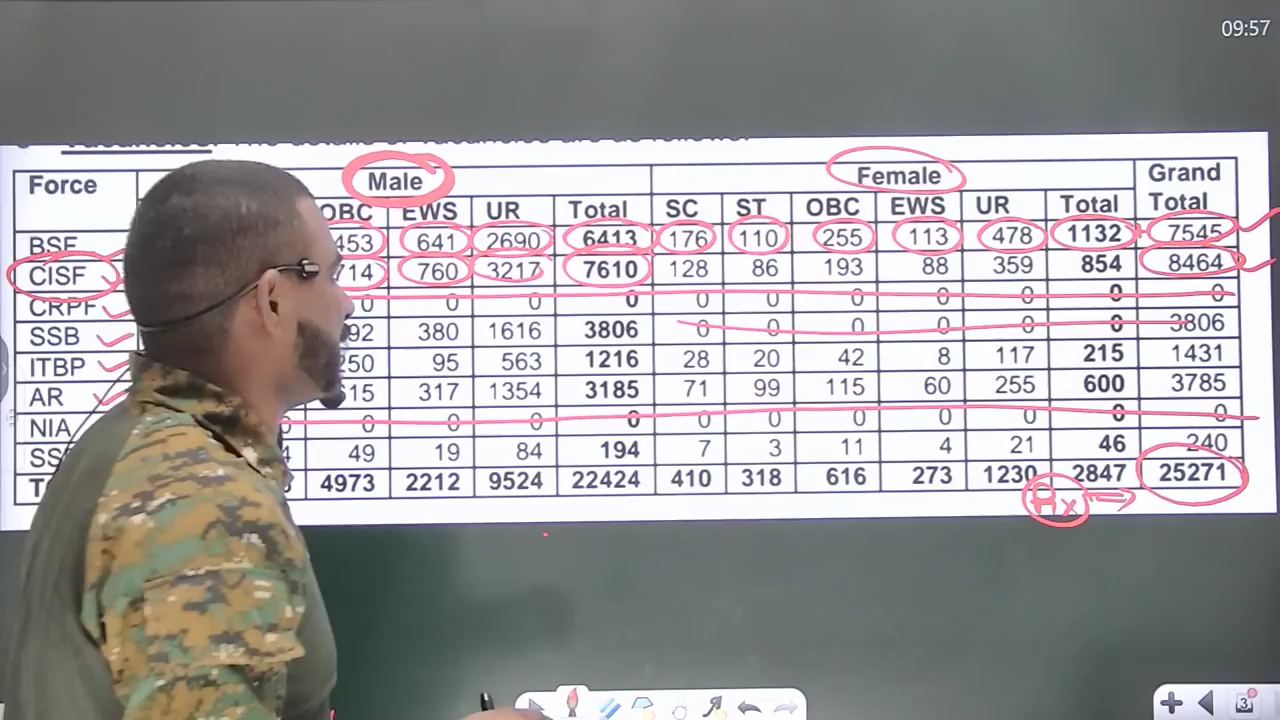 09:57
Force Male Female Grand Total
OBC EWS UR Total SC ST OBC EWS UR Total
BSF 453 641 2690 6413 176 110 255 113 478 1132 7545
CISF 714 760 3217 7610 128 86 193 88 359 854 8464
CRPF 0 0 0 0 0 0 0 0 0 0 0
SSB 92 380 1616 3806 0 0 0 0 0 0 3806
ITBP 250 95 563 1216 28 20 42 8 117 215 1431
AR 615 317 1354 3185 71 99 115 60 255 600 3785
NIA 0 0 0 0 0 0 0 0 0 0 0 0
49 19 84 194 7 3 11 4 21 46 240
4973 2212 9524 22424 410 318 616 273 1230 2847 25271
Rx
3